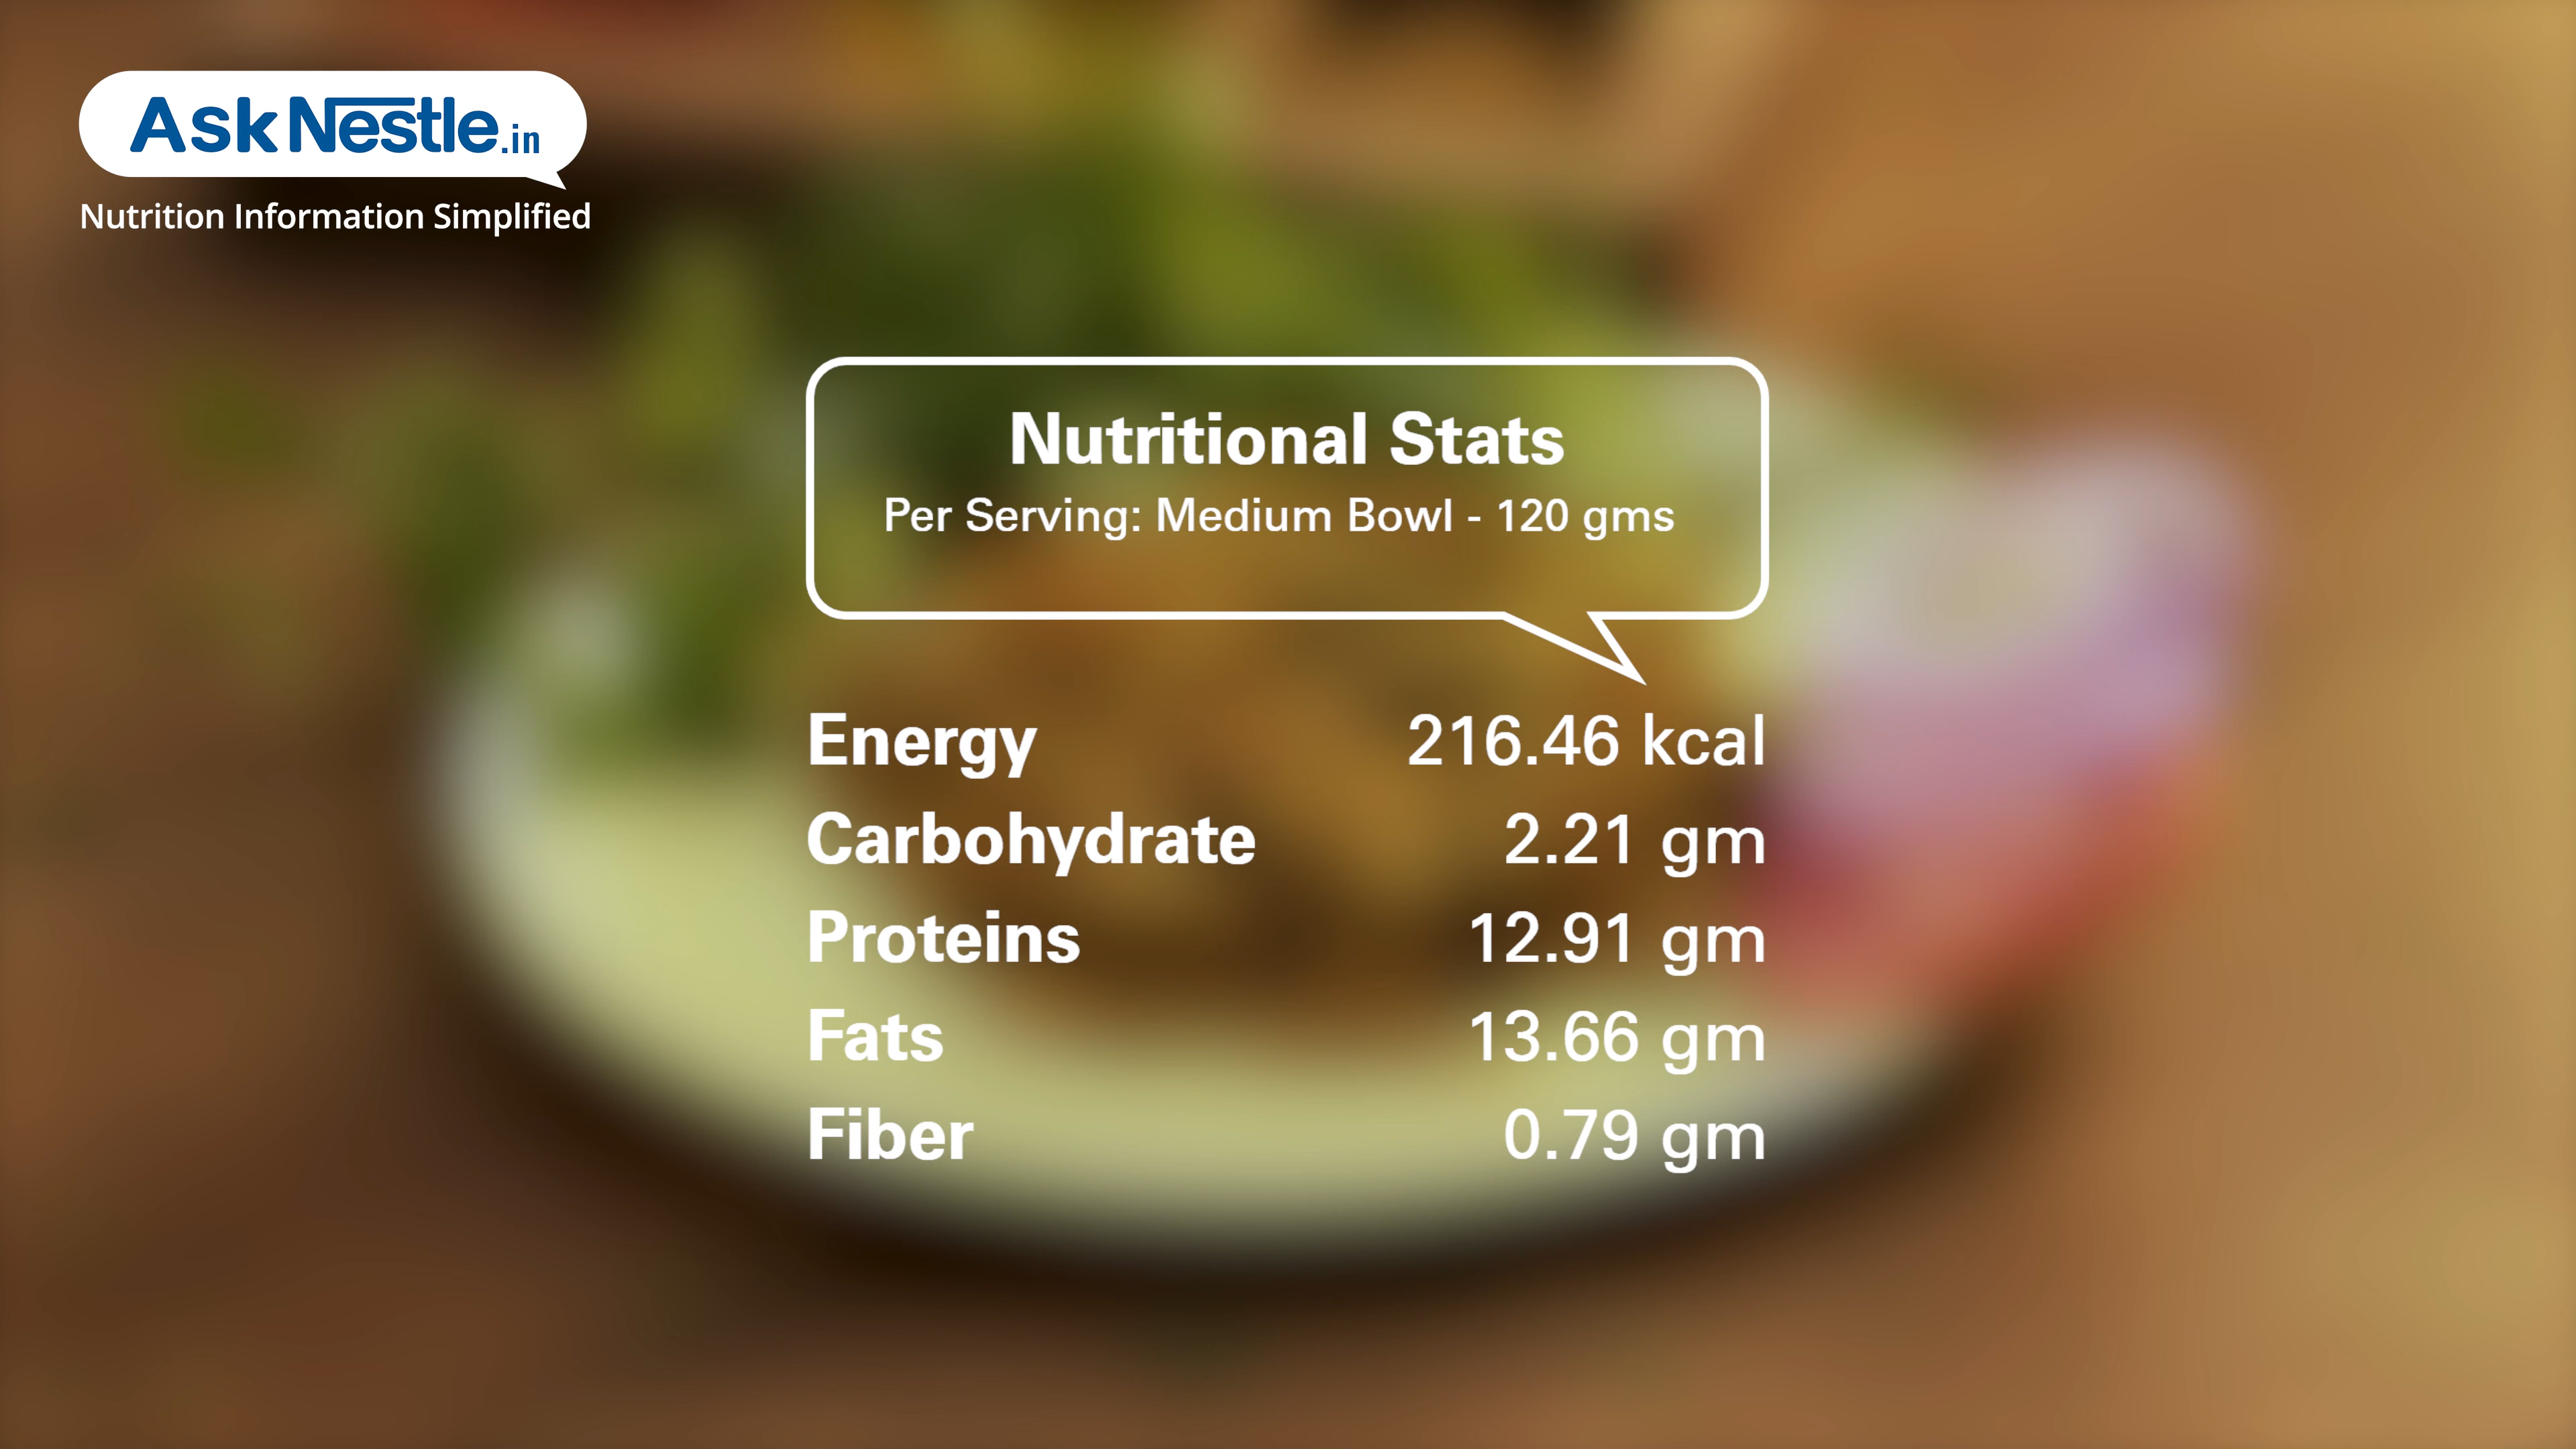 AskNestle.in
Nutrition Information Simplified
Nutritional Stats
Per Serving: Medium Bowl - 120 gms
Energy 216.46 kcal
Carbohydrate 2.21 gm
Proteins 12.91 gm
Fats 13.66 gm
Fiber 0.79 gm